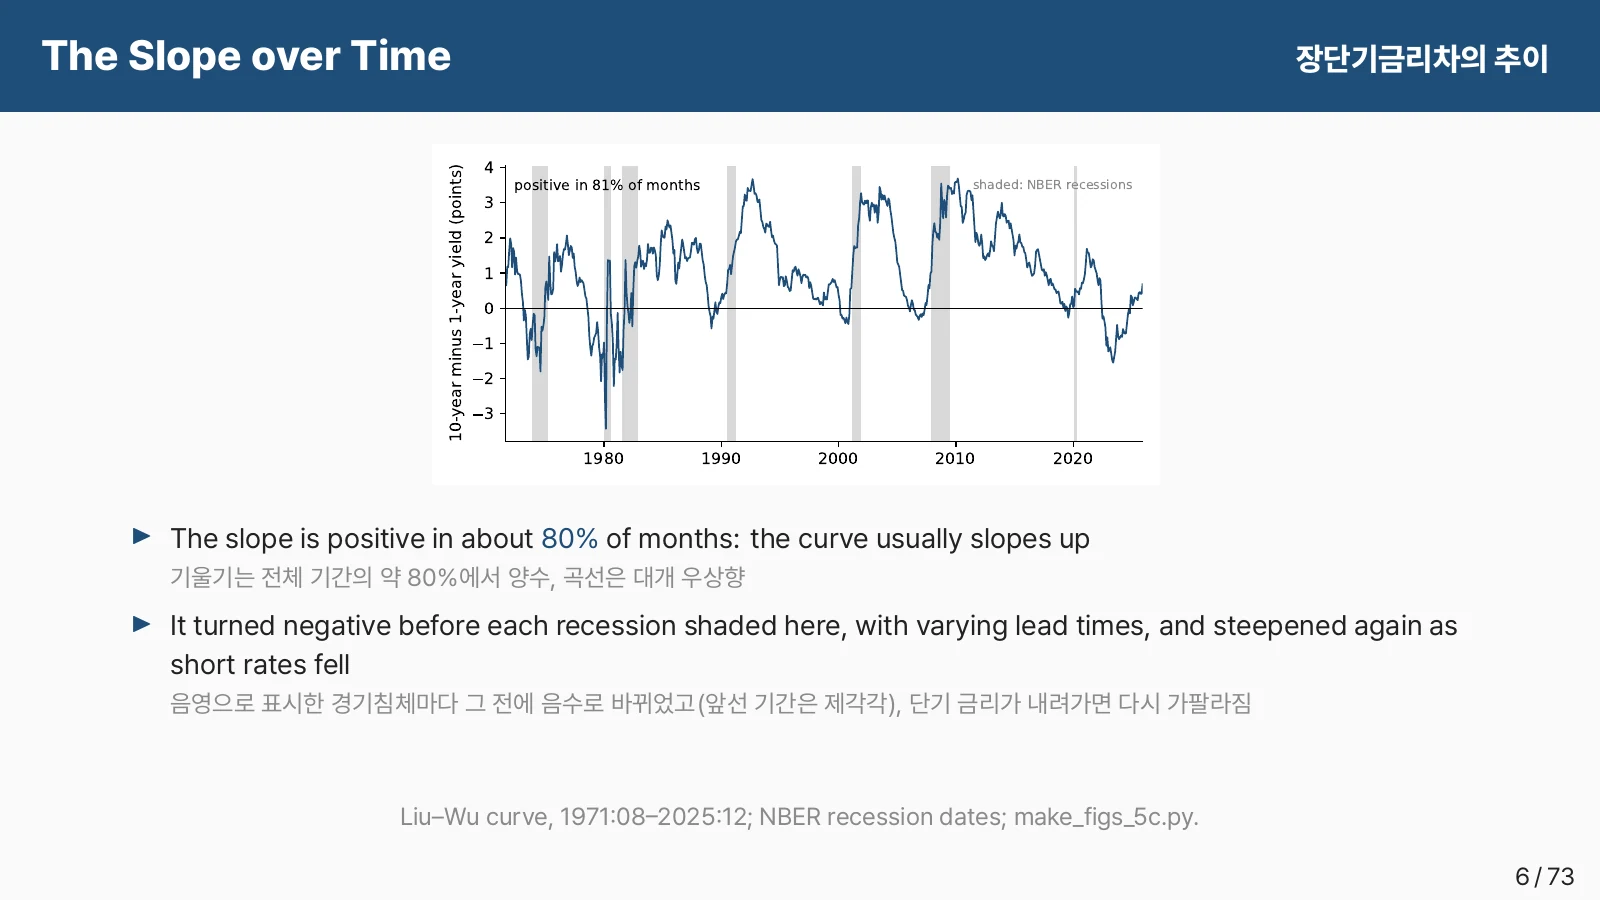 The Slope over Time
장단기금리차의 추이
10-year minus 1-year yield (points)
4
3
2
1
0
−1
−2
−3
positive in 81% of months
shaded: NBER recessions
1980
1990
2000
2010
2020
The slope is positive in about 80% of months: the curve usually slopes up
기울기는 전체 기간의 약 80%에서 양수, 곡선은 대개 우상향
It turned negative before each recession shaded here, with varying lead times, and steepened again as
short rates fell
음영으로 표시한 경기침체마다 그 전에 음수로 바뀌었고(앞선 기간은 제각각), 단기 금리가 내려가면 다시 가팔라짐
Liu–Wu curve, 1971:08–2025:12; NBER recession dates; make_figs_5c.py.
6 / 73